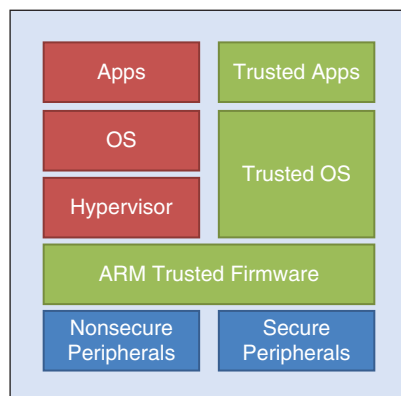 Apps
Trusted Apps
OS
Trusted OS
Hypervisor
ARM Trusted Firmware
Nonsecure
Peripherals
Secure
Peripherals